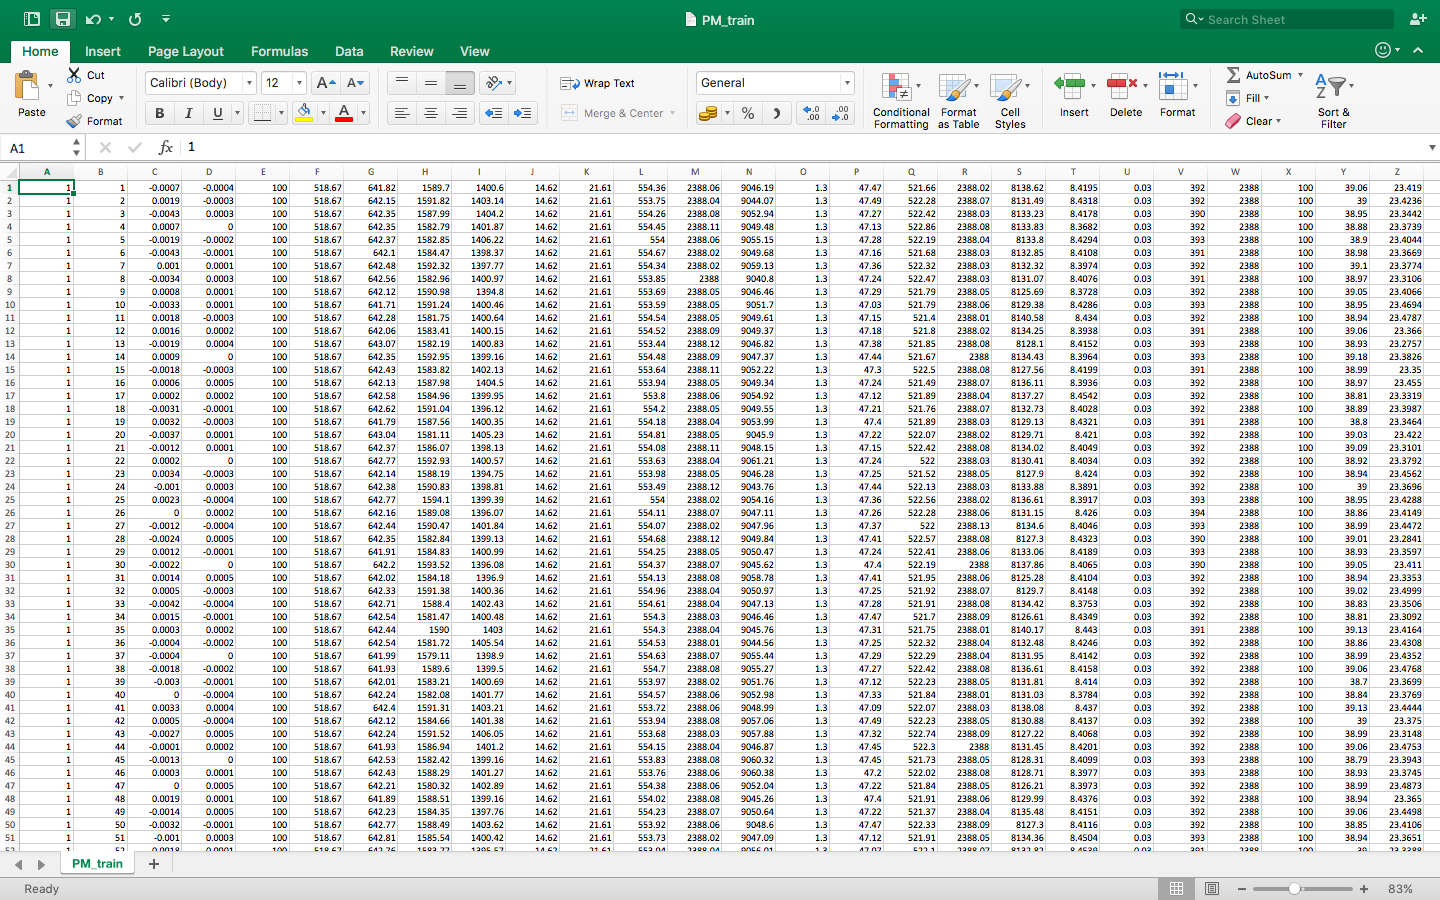 PM_train
Search Sheet
Home Insert Page Layout Formulas Data Review View
Paste
Cut
Copy
Format
Calibri (Body) 12 A A
B I U A
Wrap Text
Merge & Center
General
%
Conditional Formatting
Format as Table
Cell Styles
Insert
Delete
Format
AutoSum
Fill
Clear
Sort & Filter
A1 fx 1
A B C D E F G H I J K L M N O P Q R S T U V W X Y Z
1 1 1 -0.0007 -0.0004 100 518.67 641.82 1589.7 1400.6 14.62 21.61 554.36 2388.06 9046.19 1.3 47.47 521.66 2388.02 8138.62 8.4195 0.03 392 2388 100 39.06 23.419
2 1 2 0.0019 -0.0003 100 518.67 642.15 1591.82 1403.14 14.62 21.61 553.75 2388.04 9044.07 1.3 47.49 522.28 2388.07 8131.49 8.4318 0.03 392 2388 100 39 23.4236
3 1 3 -0.0043 0.0003 100 518.67 642.35 1587.99 1404.2 14.62 21.61 554.26 2388.08 9052.94 1.3 47.27 522.42 2388.03 8133.23 8.4178 0.03 390 2388 100 38.95 23.3442
4 1 4 0.0007 0 100 518.67 642.35 1582.79 1401.87 14.62 21.61 554.45 2388.11 9049.48 1.3 47.13 522.86 2388.08 8133.83 8.3682 0.03 392 2388 100 38.88 23.3739
5 1 5 -0.0019 -0.0002 100 518.67 642.37 1582.85 1406.22 14.62 21.61 554 2388.06 9055.15 1.3 47.28 522.19 2388.04 8133.8 8.4294 0.03 393 2388 100 38.9 23.4044
6 1 6 -0.0043 -0.0001 100 518.67 642.1 1584.47 1398.37 14.62 21.61 554.67 2388.02 9049.68 1.3 47.16 521.68 2388.03 8132.85 8.4108 0.03 391 2388 100 38.98 23.3669
7 1 7 0.001 0.0001 100 518.67 642.48 1592.32 1397.77 14.62 21.61 554.34 2388.02 9059.13 1.3 47.36 522.32 2388.03 8132.32 8.3974 0.03 392 2388 100 39.1 23.3774
8 1 8 -0.0034 0.0003 100 518.67 642.56 1582.96 1400.97 14.62 21.61 553.85 2388 9040.8 1.3 47.24 522.47 2388.03 8131.07 8.4076 0.03 391 2388 100 38.97 23.3106
9 1 9 0.0008 0.0001 100 518.67 642.12 1590.98 1394.8 14.62 21.61 553.69 2388.05 9046.46 1.3 47.29 521.79 2388.05 8125.69 8.3728 0.03 392 2388 100 39.05 23.4066
10 1 10 -0.0033 0.0001 100 518.67 641.71 1591.24 1400.46 14.62 21.61 553.59 2388.05 9051.7 1.3 47.03 521.79 2388.06 8129.38 8.4286 0.03 393 2388 100 38.95 23.4694
11 1 11 0.0018 -0.0003 100 518.67 642.28 1581.75 1400.64 14.62 21.61 554.54 2388.05 9049.61 1.3 47.15 521.4 2388.01 8140.58 8.434 0.03 392 2388 100 38.94 23.4787
12 1 12 0.0016 0.0002 100 518.67 642.06 1583.41 1400.15 14.62 21.61 554.52 2388.09 9049.37 1.3 47.18 521.8 2388.02 8134.25 8.3938 0.03 391 2388 100 39.06 23.366
13 1 13 -0.0019 0.0004 100 518.67 643.07 1582.19 1400.83 14.62 21.61 553.44 2388.12 9046.82 1.3 47.38 521.85 2388.08 8128.1 8.4152 0.03 393 2388 100 38.93 23.2757
14 1 14 0.0009 0 100 518.67 642.35 1592.95 1399.16 14.62 21.61 554.48 2388.09 9047.37 1.3 47.44 521.67 2388 8134.43 8.3964 0.03 393 2388 100 39.18 23.3826
15 1 15 -0.0018 -0.0003 100 518.67 642.43 1583.82 1402.13 14.62 21.61 553.64 2388.11 9052.22 1.3 47.3 522.5 2388.08 8127.56 8.4199 0.03 391 2388 100 38.99 23.35
16 1 16 0.0006 0.0005 100 518.67 642.13 1587.98 1404.5 14.62 21.61 553.94 2388.05 9049.34 1.3 47.24 521.49 2388.07 8136.11 8.3936 0.03 392 2388 100 38.97 23.455
17 1 17 0.0002 0.0002 100 518.67 642.58 1584.96 1399.95 14.62 21.61 553.8 2388.06 9054.92 1.3 47.12 521.89 2388.04 8137.27 8.4542 0.03 392 2388 100 38.81 23.3319
18 1 18 -0.0031 -0.0001 100 518.67 642.62 1591.04 1396.12 14.62 21.61 554.2 2388.05 9049.55 1.3 47.21 521.76 2388.07 8132.73 8.4028 0.03 392 2388 100 38.89 23.3987
19 1 19 0.0032 -0.0003 100 518.67 641.79 1587.56 1400.35 14.62 21.61 554.18 2388.04 9053.99 1.3 47.4 521.89 2388.03 8129.13 8.4321 0.03 391 2388 100 38.8 23.3464
20 1 20 -0.0037 0.0001 100 518.67 643.04 1581.11 1405.23 14.62 21.61 554.81 2388.05 9045.9 1.3 47.22 522.07 2388.02 8129.71 8.421 0.03 392 2388 100 39.03 23.422
21 1 21 -0.0012 0.0001 100 518.67 642.37 1586.07 1398.13 14.62 21.61 554.08 2388.11 9048.15 1.3 47.15 522.42 2388.08 8134.02 8.4049 0.03 392 2388 100 39.09 23.3101
22 1 22 0.0002 0 100 518.67 642.77 1592.93 1400.57 14.62 21.61 553.63 2388.04 9061.21 1.3 47.24 522 2388.03 8130.41 8.4034 0.03 392 2388 100 38.92 23.3792
23 1 23 0.0034 -0.0003 100 518.67 642.14 1588.19 1394.75 14.62 21.61 553.98 2388.05 9046.28 1.3 47.25 521.52 2388.05 8127.9 8.424 0.03 392 2388 100 38.94 23.4562
24 1 24 -0.001 0.0003 100 518.67 642.38 1590.83 1398.81 14.62 21.61 553.49 2388.12 9043.76 1.3 47.44 522.13 2388.03 8133.88 8.3891 0.03 392 2388 100 39 23.3696
25 1 25 0.0023 -0.0004 100 518.67 642.77 1594.1 1399.39 14.62 21.61 554 2388.02 9054.16 1.3 47.36 522.56 2388.02 8136.61 8.3917 0.03 393 2388 100 38.95 23.4288
26 1 26 0 0.0002 100 518.67 642.16 1589.08 1396.07 14.62 21.61 554.11 2388.07 9047.11 1.3 47.26 522.28 2388.06 8131.15 8.426 0.03 394 2388 100 38.86 23.4149
27 1 27 -0.0012 -0.0004 100 518.67 642.44 1590.47 1401.84 14.62 21.61 554.07 2388.02 9047.96 1.3 47.37 522 2388.13 8134.6 8.4046 0.03 393 2388 100 38.99 23.4472
28 1 28 -0.0024 0.0005 100 518.67 642.35 1582.84 1399.13 14.62 21.61 554.68 2388.12 9049.84 1.3 47.41 522.57 2388.08 8127.3 8.4323 0.03 390 2388 100 39.01 23.2841
29 1 29 0.0012 -0.0001 100 518.67 641.91 1584.83 1400.99 14.62 21.61 554.25 2388.05 9050.47 1.3 47.24 522.41 2388.06 8133.06 8.4189 0.03 393 2388 100 38.93 23.3597
30 1 30 -0.0022 0 100 518.67 642.2 1593.52 1396.08 14.62 21.61 554.37 2388.07 9045.62 1.3 47.4 522.19 2388 8137.86 8.4065 0.03 390 2388 100 39.05 23.411
31 1 31 0.0014 0.0005 100 518.67 642.02 1584.18 1396.9 14.62 21.61 554.13 2388.08 9058.78 1.3 47.41 521.95 2388.06 8125.28 8.4104 0.03 392 2388 100 38.94 23.3353
32 1 32 0.0005 -0.0003 100 518.67 642.33 1591.38 1400.36 14.62 21.61 554.96 2388.04 9050.97 1.3 47.25 521.92 2388.07 8129.7 8.4148 0.03 392 2388 100 39.02 23.4999
33 1 33 -0.0042 -0.0004 100 518.67 642.71 1588.4 1402.43 14.62 21.61 554.61 2388.04 9047.13 1.3 47.28 521.91 2388.08 8134.42 8.3753 0.03 392 2388 100 38.83 23.3506
34 1 34 0.0015 -0.0001 100 518.67 642.54 1581.47 1400.48 14.62 21.61 554.3 2388.03 9046.46 1.3 47.47 521.7 2388.09 8126.61 8.4349 0.03 392 2388 100 38.81 23.3092
35 1 35 0.0003 0.0002 100 518.67 642.44 1590 1403 14.62 21.61 554.3 2388.04 9045.76 1.3 47.31 521.75 2388.01 8140.17 8.443 0.03 391 2388 100 39.13 23.4164
36 1 36 -0.0004 -0.0002 100 518.67 642.54 1581.72 1405.54 14.62 21.61 554.53 2388.01 9044.56 1.3 47.25 522.32 2388.04 8132.48 8.4246 0.03 392 2388 100 38.86 23.4308
37 1 37 -0.0004 0 100 518.67 641.99 1579.11 1398.9 14.62 21.61 554.63 2388.07 9055.44 1.3 47.29 522.29 2388.04 8131.95 8.4142 0.03 392 2388 100 38.99 23.4352
38 1 38 -0.0018 -0.0002 100 518.67 641.93 1589.6 1399.5 14.62 21.61 554.7 2388.08 9055.27 1.3 47.27 522.42 2388.08 8136.61 8.4158 0.03 392 2388 100 39.06 23.4768
39 1 39 -0.003 -0.0001 100 518.67 642.01 1583.21 1400.69 14.62 21.61 553.97 2388.02 9051.76 1.3 47.12 522.23 2388.05 8131.81 8.414 0.03 392 2388 100 38.7 23.3699
40 1 40 0 -0.0004 100 518.67 642.24 1582.08 1401.77 14.62 21.61 554.57 2388.06 9052.98 1.3 47.33 521.84 2388.01 8131.03 8.3784 0.03 392 2388 100 38.84 23.3769
41 1 41 0.0033 0.0004 100 518.67 642.4 1591.31 1403.21 14.62 21.61 553.72 2388.06 9048.99 1.3 47.09 522.07 2388.03 8138.08 8.437 0.03 392 2388 100 39.13 23.4444
42 1 42 0.0005 -0.0004 100 518.67 642.12 1584.66 1401.38 14.62 21.61 553.94 2388.08 9057.06 1.3 47.49 522.23 2388.05 8130.88 8.4137 0.03 392 2388 100 39 23.375
43 1 43 -0.0027 0.0005 100 518.67 642.24 1591.52 1406.05 14.62 21.61 553.68 2388.03 9057.88 1.3 47.32 522.74 2388.09 8127.22 8.4068 0.03 392 2388 100 38.99 23.3148
44 1 44 -0.0001 0.0002 100 518.67 641.93 1586.94 1401.2 14.62 21.61 554.15 2388.04 9046.87 1.3 47.45 522.3 2388 8131.45 8.4201 0.03 392 2388 100 39.06 23.4753
45 1 45 -0.0013 0 100 518.67 642.53 1582.42 1399.16 14.62 21.61 553.83 2388.08 9060.32 1.3 47.45 521.73 2388.05 8128.31 8.4099 0.03 393 2388 100 38.79 23.3943
46 1 46 0.0003 0.0001 100 518.67 642.43 1588.29 1401.27 14.62 21.61 553.76 2388.06 9060.38 1.3 47.2 522.02 2388.08 8128.71 8.3977 0.03 393 2388 100 38.93 23.3745
47 1 47 0 0.0005 100 518.67 642.21 1580.32 1402.89 14.62 21.61 554.38 2388.06 9052.04 1.3 47.22 521.84 2388.05 8126.21 8.3973 0.03 392 2388 100 38.99 23.4873
48 1 48 0.0019 0.0001 100 518.67 641.89 1588.51 1399.16 14.62 21.61 554.02 2388.08 9045.26 1.3 47.4 521.91 2388.06 8129.99 8.4376 0.03 392 2388 100 38.94 23.365
49 1 49 -0.0014 0.0005 100 518.67 642.23 1584.35 1397.76 14.62 21.61 554.22 2388.07 9050.64 1.3 47.22 521.37 2388.04 8135.48 8.4151 0.03 392 2388 100 39.06 23.4498
50 1 50 -0.0032 -0.0001 100 518.67 642.77 1588.49 1403.62 14.62 21.61 553.92 2388.06 9048.6 1.3 47.47 522.33 2388.09 8127.3 8.4116 0.03 392 2388 100 38.85 23.4106
51 1 51 -0.001 0.0003 100 518.67 642.81 1585.54 1400.42 14.62 21.61 553.73 2388.02 9047.09 1.3 47.12 521.91 2388.05 8134.36 8.4504 0.03 393 2388 100 38.94 23.3651
PM_train +
Ready 83%